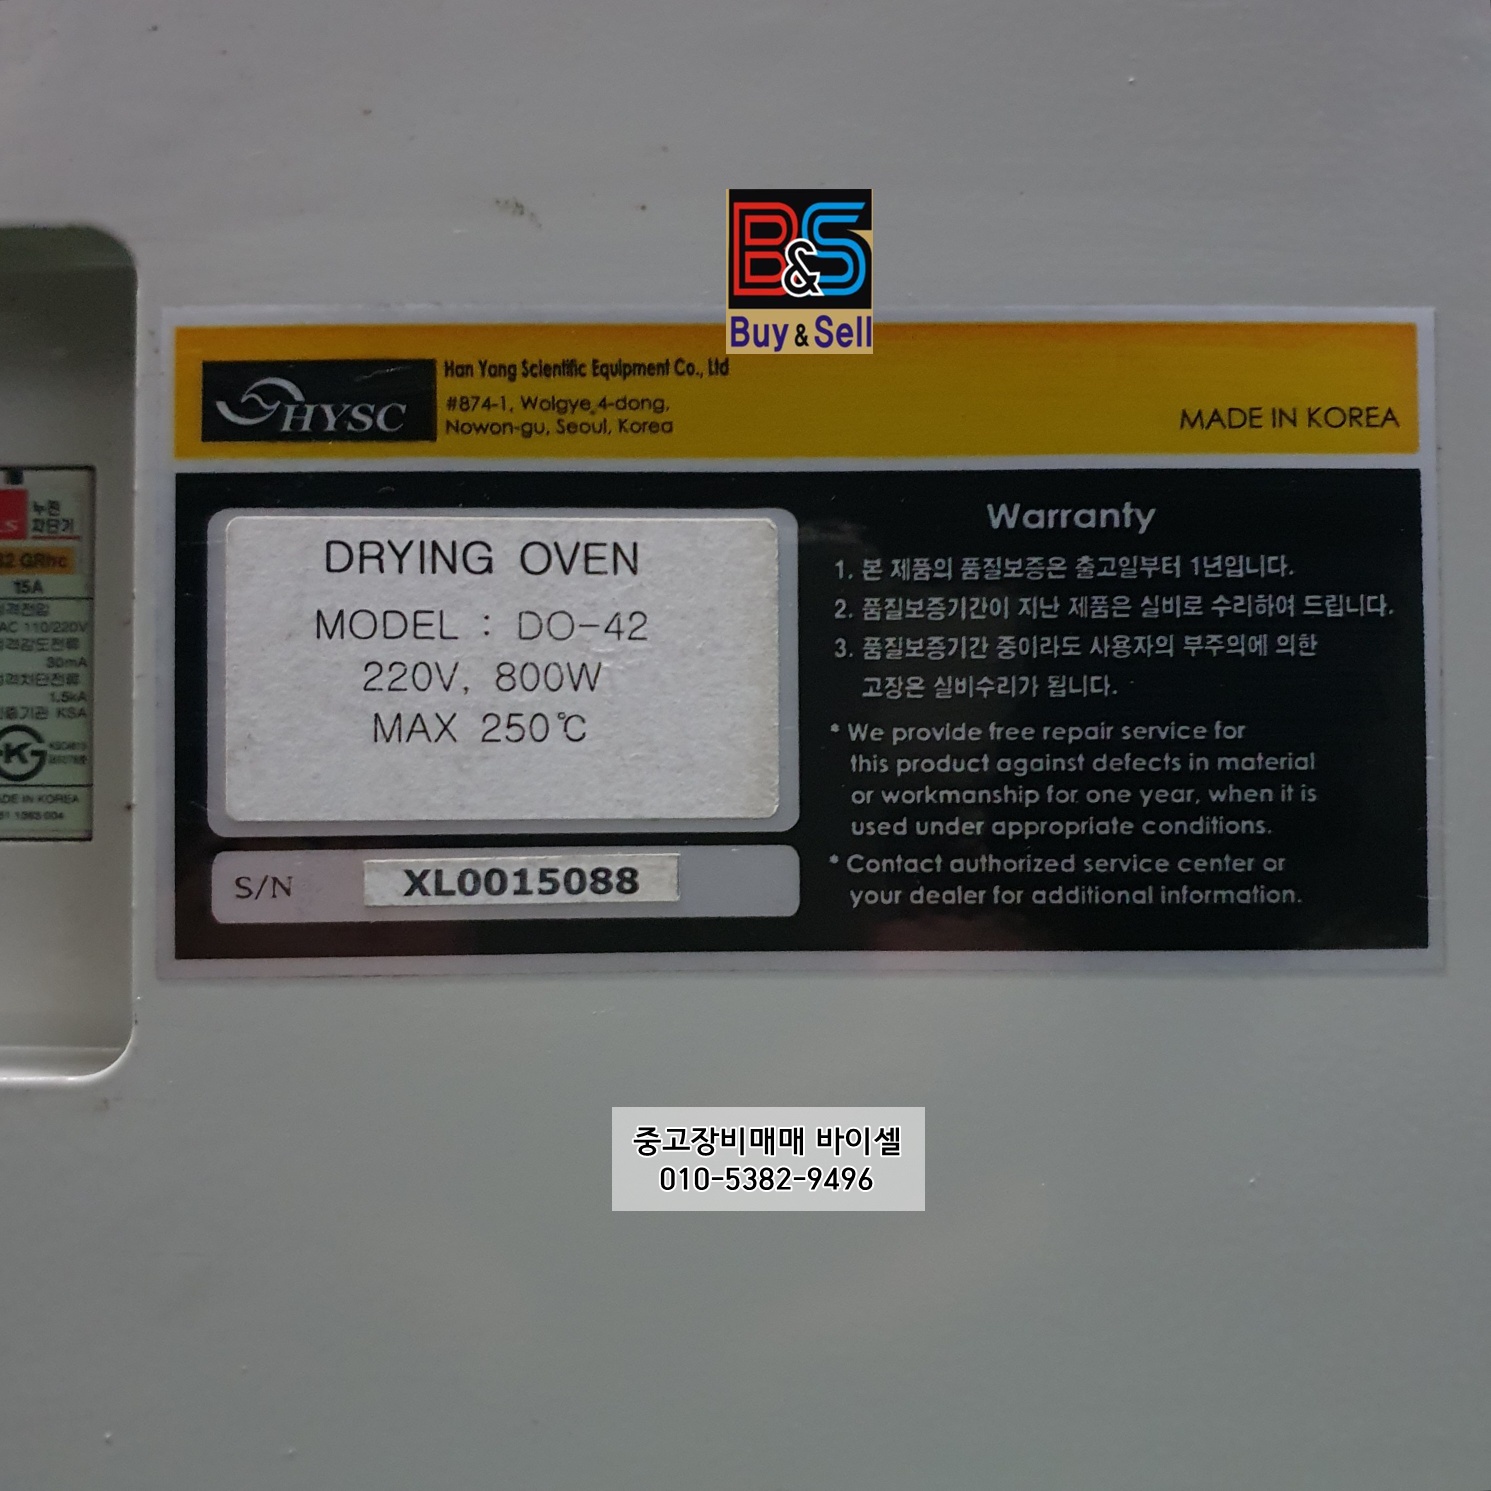 B&S
Buy & Sell
HYSC
Han Yang Scientific Equipment Co., Ltd
#874-1, Wolgye 4-dong,
Nowon-gu, Seoul, Korea
MADE IN KOREA
DRYING OVEN
MODEL : DO-42
220V, 800W
MAX 250℃
S/N XL0015088
Warranty
1. 본 제품의 품질보증은 출고일부터 1년입니다.
2. 품질보증기간이 지난 제품은 실비로 수리하여 드립니다.
3. 품질보증기간 중이라도 사용자의 부주의에 의한
고장은 실비수리가 됩니다.
* We provide free repair service for
this product against defects in material
or workmanship for one year, when it is
used under appropriate conditions.
* Contact authorized service center or
your dealer for additional information.
누전
차단기
GRhc
15A
AC 110/220V
30mA
1.5kA
KSA
MADE IN KOREA
중고장비매매 바이셀
010-5382-9496